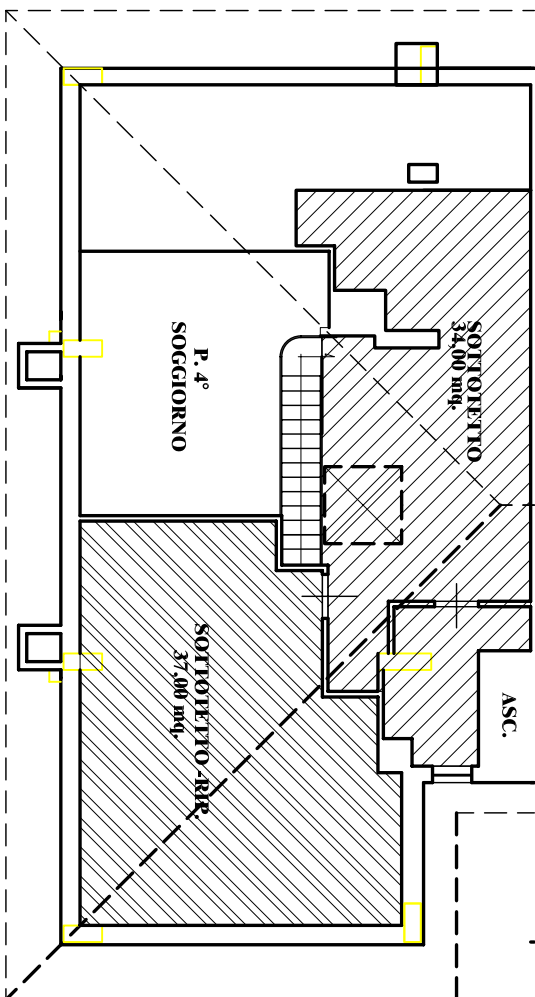 SOTTOTETTO
34,00 mq.
P. 4°
SOGGIORNO
SOTTOTETTO-RIP.
37,00 mq.
ASC.